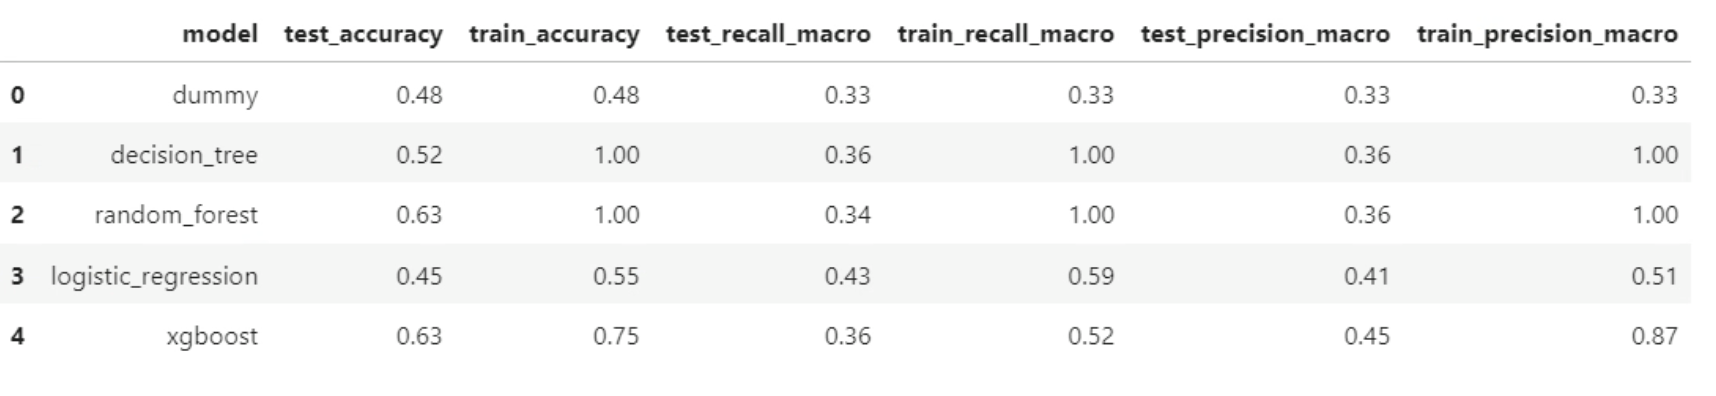 model test_accuracy train_accuracy test_recall_macro train_recall_macro test_precision_macro train_precision_macro
0 dummy 0.48 0.48 0.33 0.33 0.33 0.33
1 decision_tree 0.52 1.00 0.36 1.00 0.36 1.00
2 random_forest 0.63 1.00 0.34 1.00 0.36 1.00
3 logistic_regression 0.45 0.55 0.43 0.59 0.41 0.51
4 xgboost 0.63 0.75 0.36 0.52 0.45 0.87